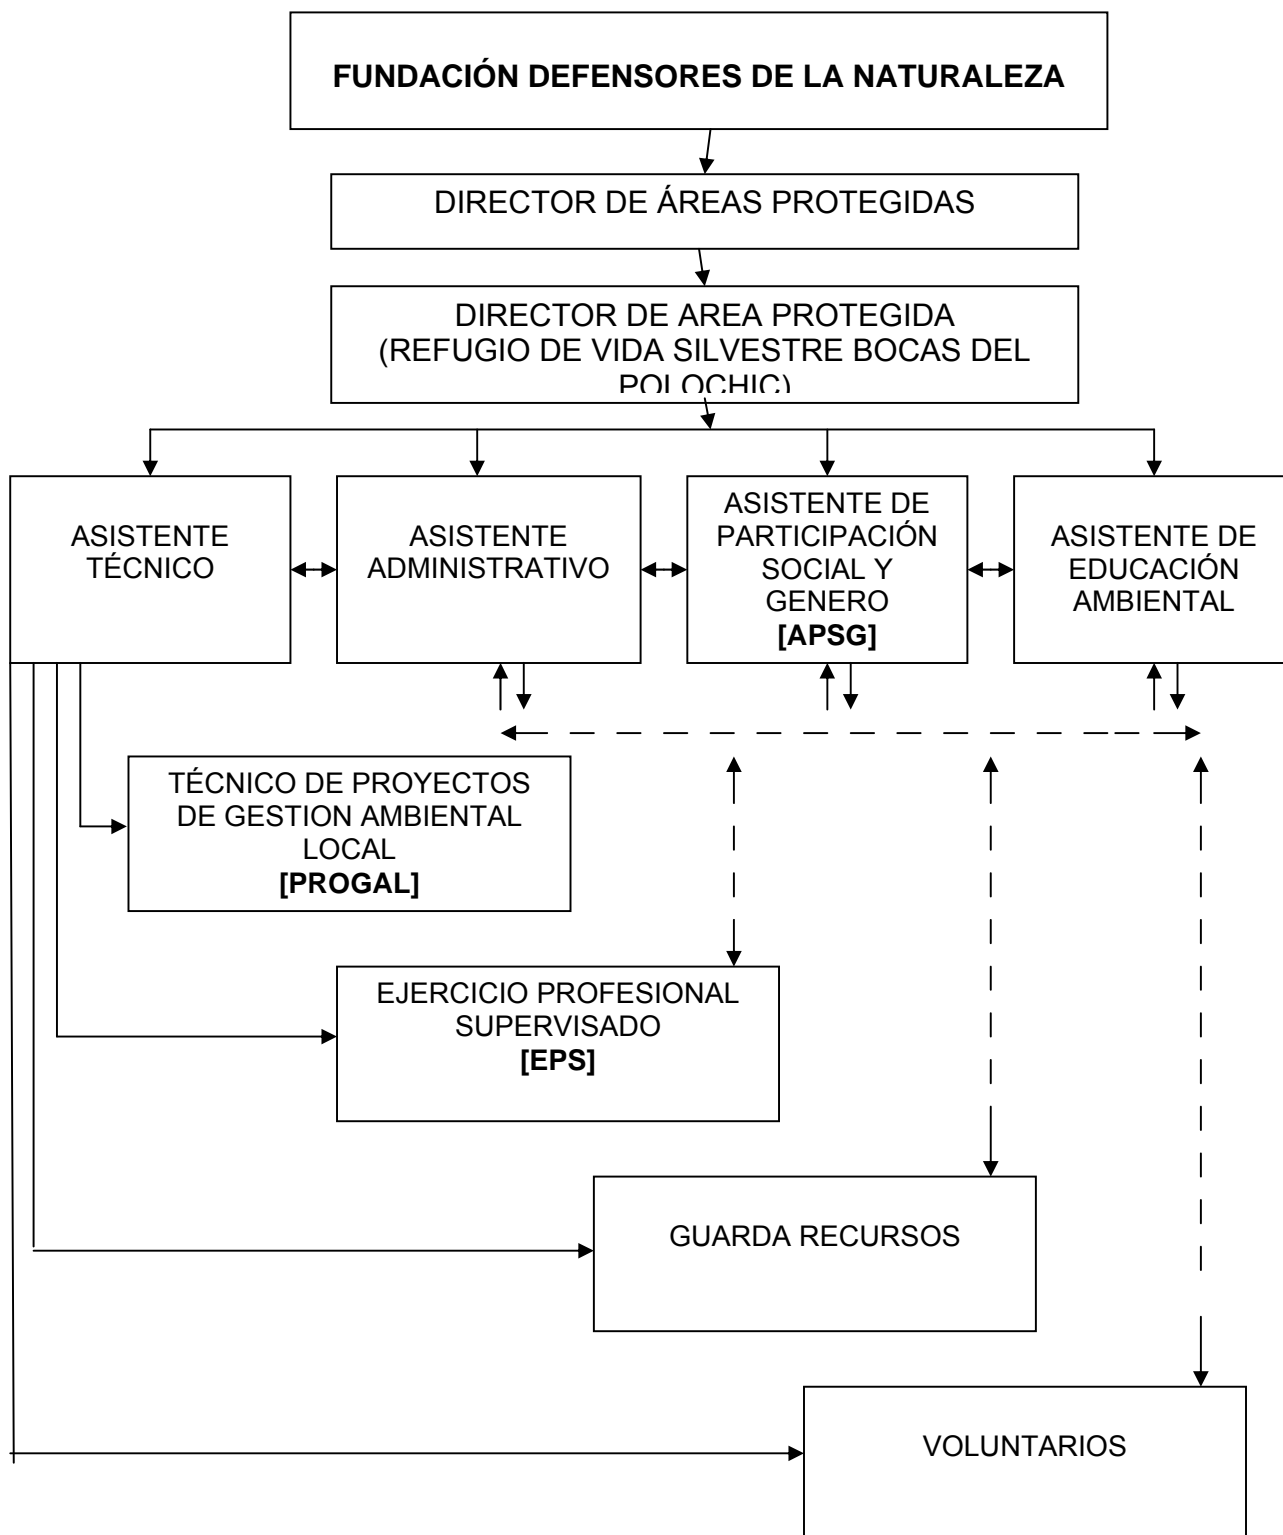 FUNDACIÓN DEFENSORES DE LA NATURALEZA
DIRECTOR DE ÁREAS PROTEGIDAS
DIRECTOR DE AREA PROTEGIDA
(REFUGIO DE VIDA SILVESTRE BOCAS DEL
POLOCHIC)
ASISTENTE
TÉCNICO
ASISTENTE
ADMINISTRATIVO
ASISTENTE DE
PARTICIPACIÓN
SOCIAL Y
GENERO
[APSG]
ASISTENTE DE
EDUCACIÓN
AMBIENTAL
TÉCNICO DE PROYECTOS
DE GESTION AMBIENTAL
LOCAL
[PROGAL]
EJERCICIO PROFESIONAL
SUPERVISADO
[EPS]
GUARDA RECURSOS
VOLUNTARIOS